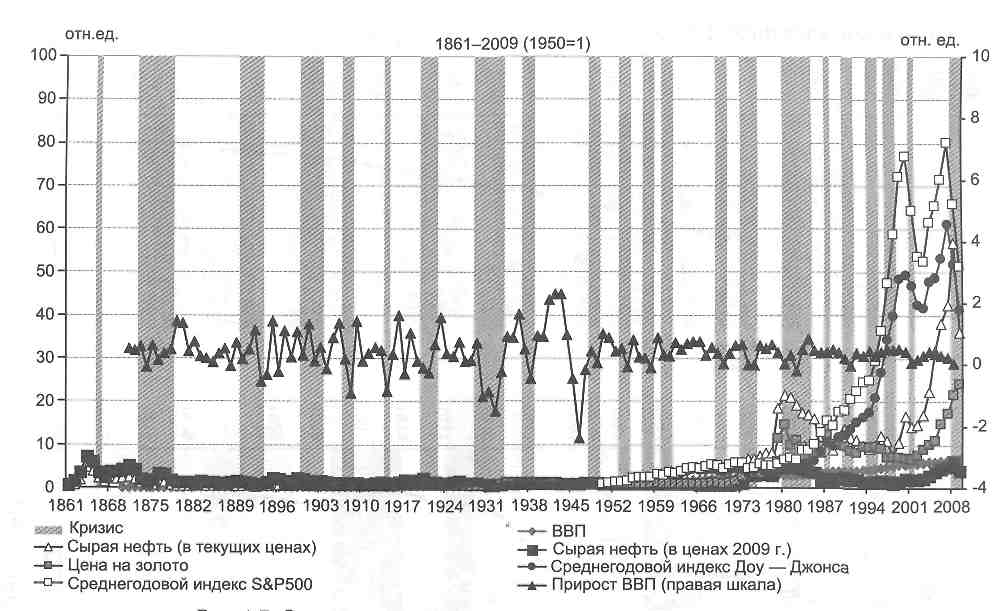 отн.ед.
1861–2009 (1950=1)
отн. ед.
100
90
80
70
60
50
40
30
20
10
0
10
8
6
4
2
0
-2
-4
1861 1868 1875 1882 1889 1896 1903 1910 1917 1924 1931 1938 1945 1952 1959 1966 1973 1980 1987 1994 2001 2008
Кризис
Сырая нефть (в текущих ценах)
Цена на золото
Среднегодовой индекс S&P500
ВВП
Сырая нефть (в ценах 2009 г.)
Среднегодовой индекс Доу — Джонса
Прирост ВВП (правая шкала)